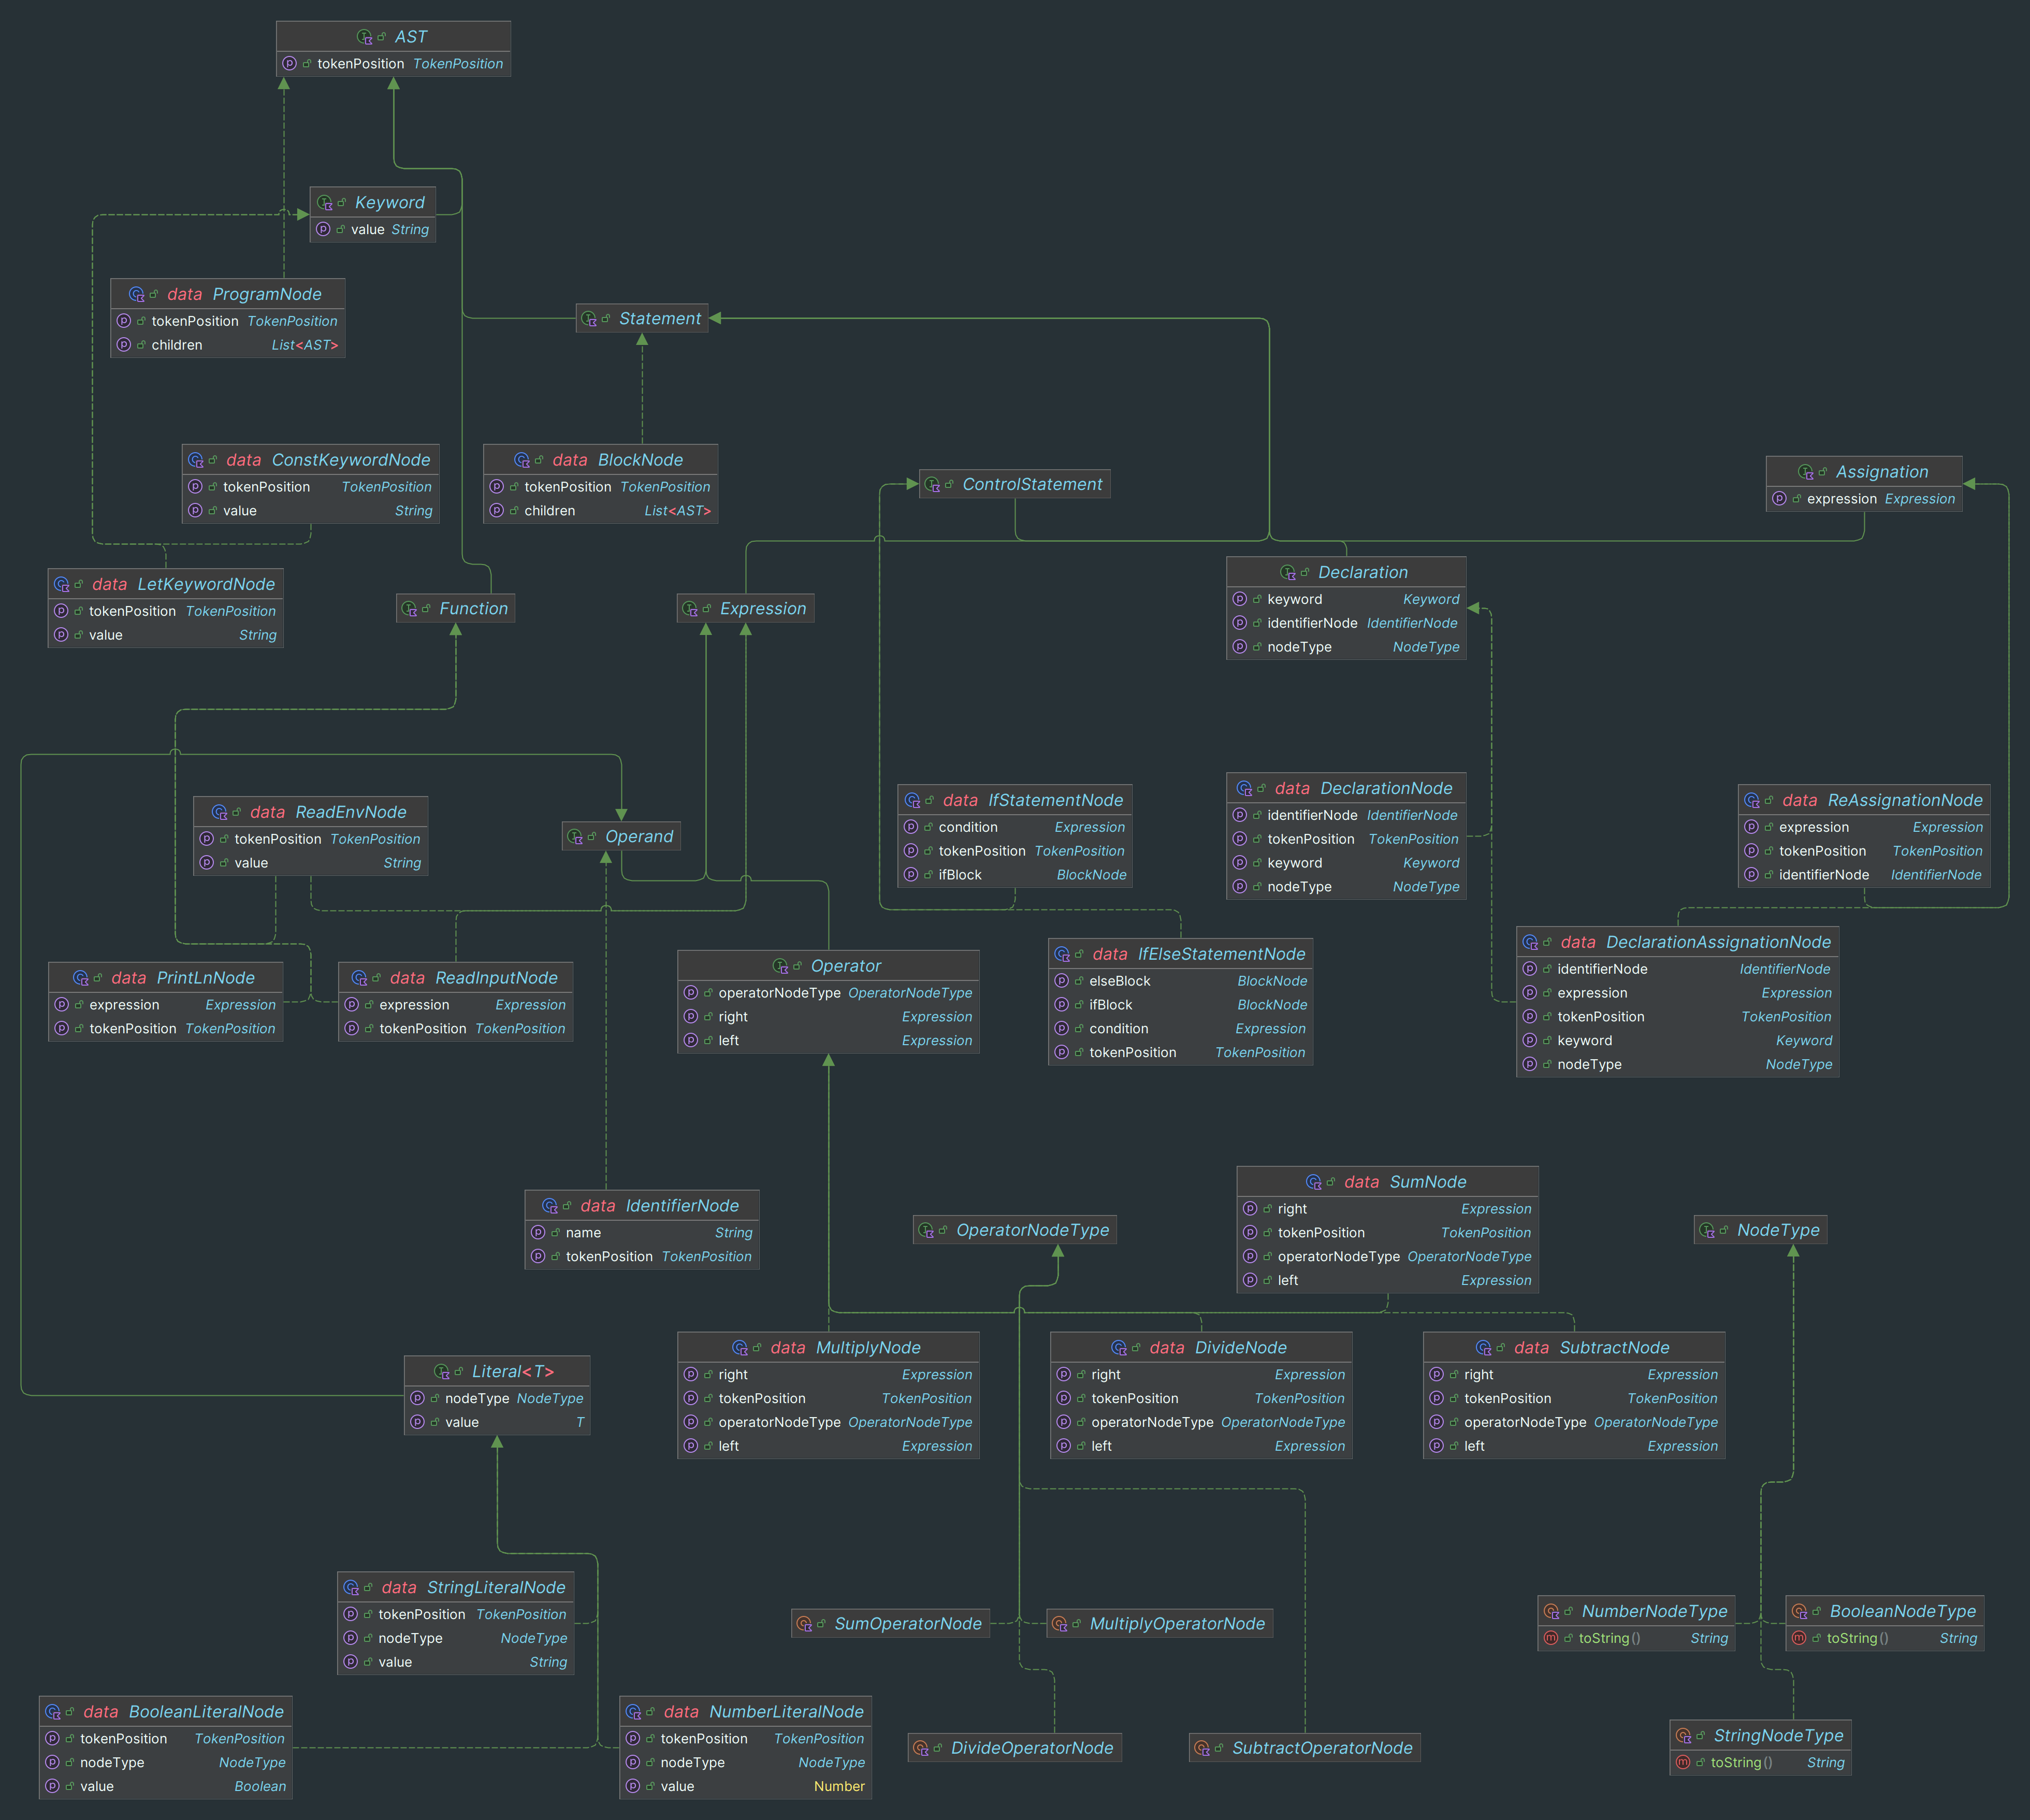 AST
tokenPosition TokenPosition
Keyword
value String
data ProgramNode
tokenPosition TokenPosition
children List<AST>
Statement
data ConstKeywordNode
tokenPosition TokenPosition
value String
data BlockNode
tokenPosition TokenPosition
children List<AST>
ControlStatement
Assignation
expression Expression
data LetKeywordNode
tokenPosition TokenPosition
value String
Function
Expression
Declaration
keyword Keyword
identifierNode IdentifierNode
nodeType NodeType
data ReadEnvNode
tokenPosition TokenPosition
value String
Operand
data IfStatementNode
condition Expression
tokenPosition TokenPosition
ifBlock BlockNode
data DeclarationNode
identifierNode IdentifierNode
tokenPosition TokenPosition
keyword Keyword
nodeType NodeType
data ReAssignationNode
expression Expression
tokenPosition TokenPosition
identifierNode IdentifierNode
data PrintLnNode
expression Expression
tokenPosition TokenPosition
data ReadInputNode
expression Expression
tokenPosition TokenPosition
Operator
operatorNodeType OperatorNodeType
right Expression
left Expression
data IfElseStatementNode
elseBlock BlockNode
ifBlock BlockNode
condition Expression
tokenPosition TokenPosition
data DeclarationAssignationNode
identifierNode IdentifierNode
expression Expression
tokenPosition TokenPosition
keyword Keyword
nodeType NodeType
data IdentifierNode
name String
tokenPosition TokenPosition
OperatorNodeType
data SumNode
right Expression
tokenPosition TokenPosition
operatorNodeType OperatorNodeType
left Expression
NodeType
Literal<T>
nodeType NodeType
value T
data MultiplyNode
right Expression
tokenPosition TokenPosition
operatorNodeType OperatorNodeType
left Expression
data DivideNode
right Expression
tokenPosition TokenPosition
operatorNodeType OperatorNodeType
left Expression
data SubtractNode
right Expression
tokenPosition TokenPosition
operatorNodeType OperatorNodeType
left Expression
data StringLiteralNode
tokenPosition TokenPosition
nodeType NodeType
value String
SumOperatorNode
MultiplyOperatorNode
NumberNodeType
toString() String
BooleanNodeType
toString() String
data BooleanLiteralNode
tokenPosition TokenPosition
nodeType NodeType
value Boolean
data NumberLiteralNode
tokenPosition TokenPosition
nodeType NodeType
value Number
DivideOperatorNode
SubtractOperatorNode
StringNodeType
toString() String